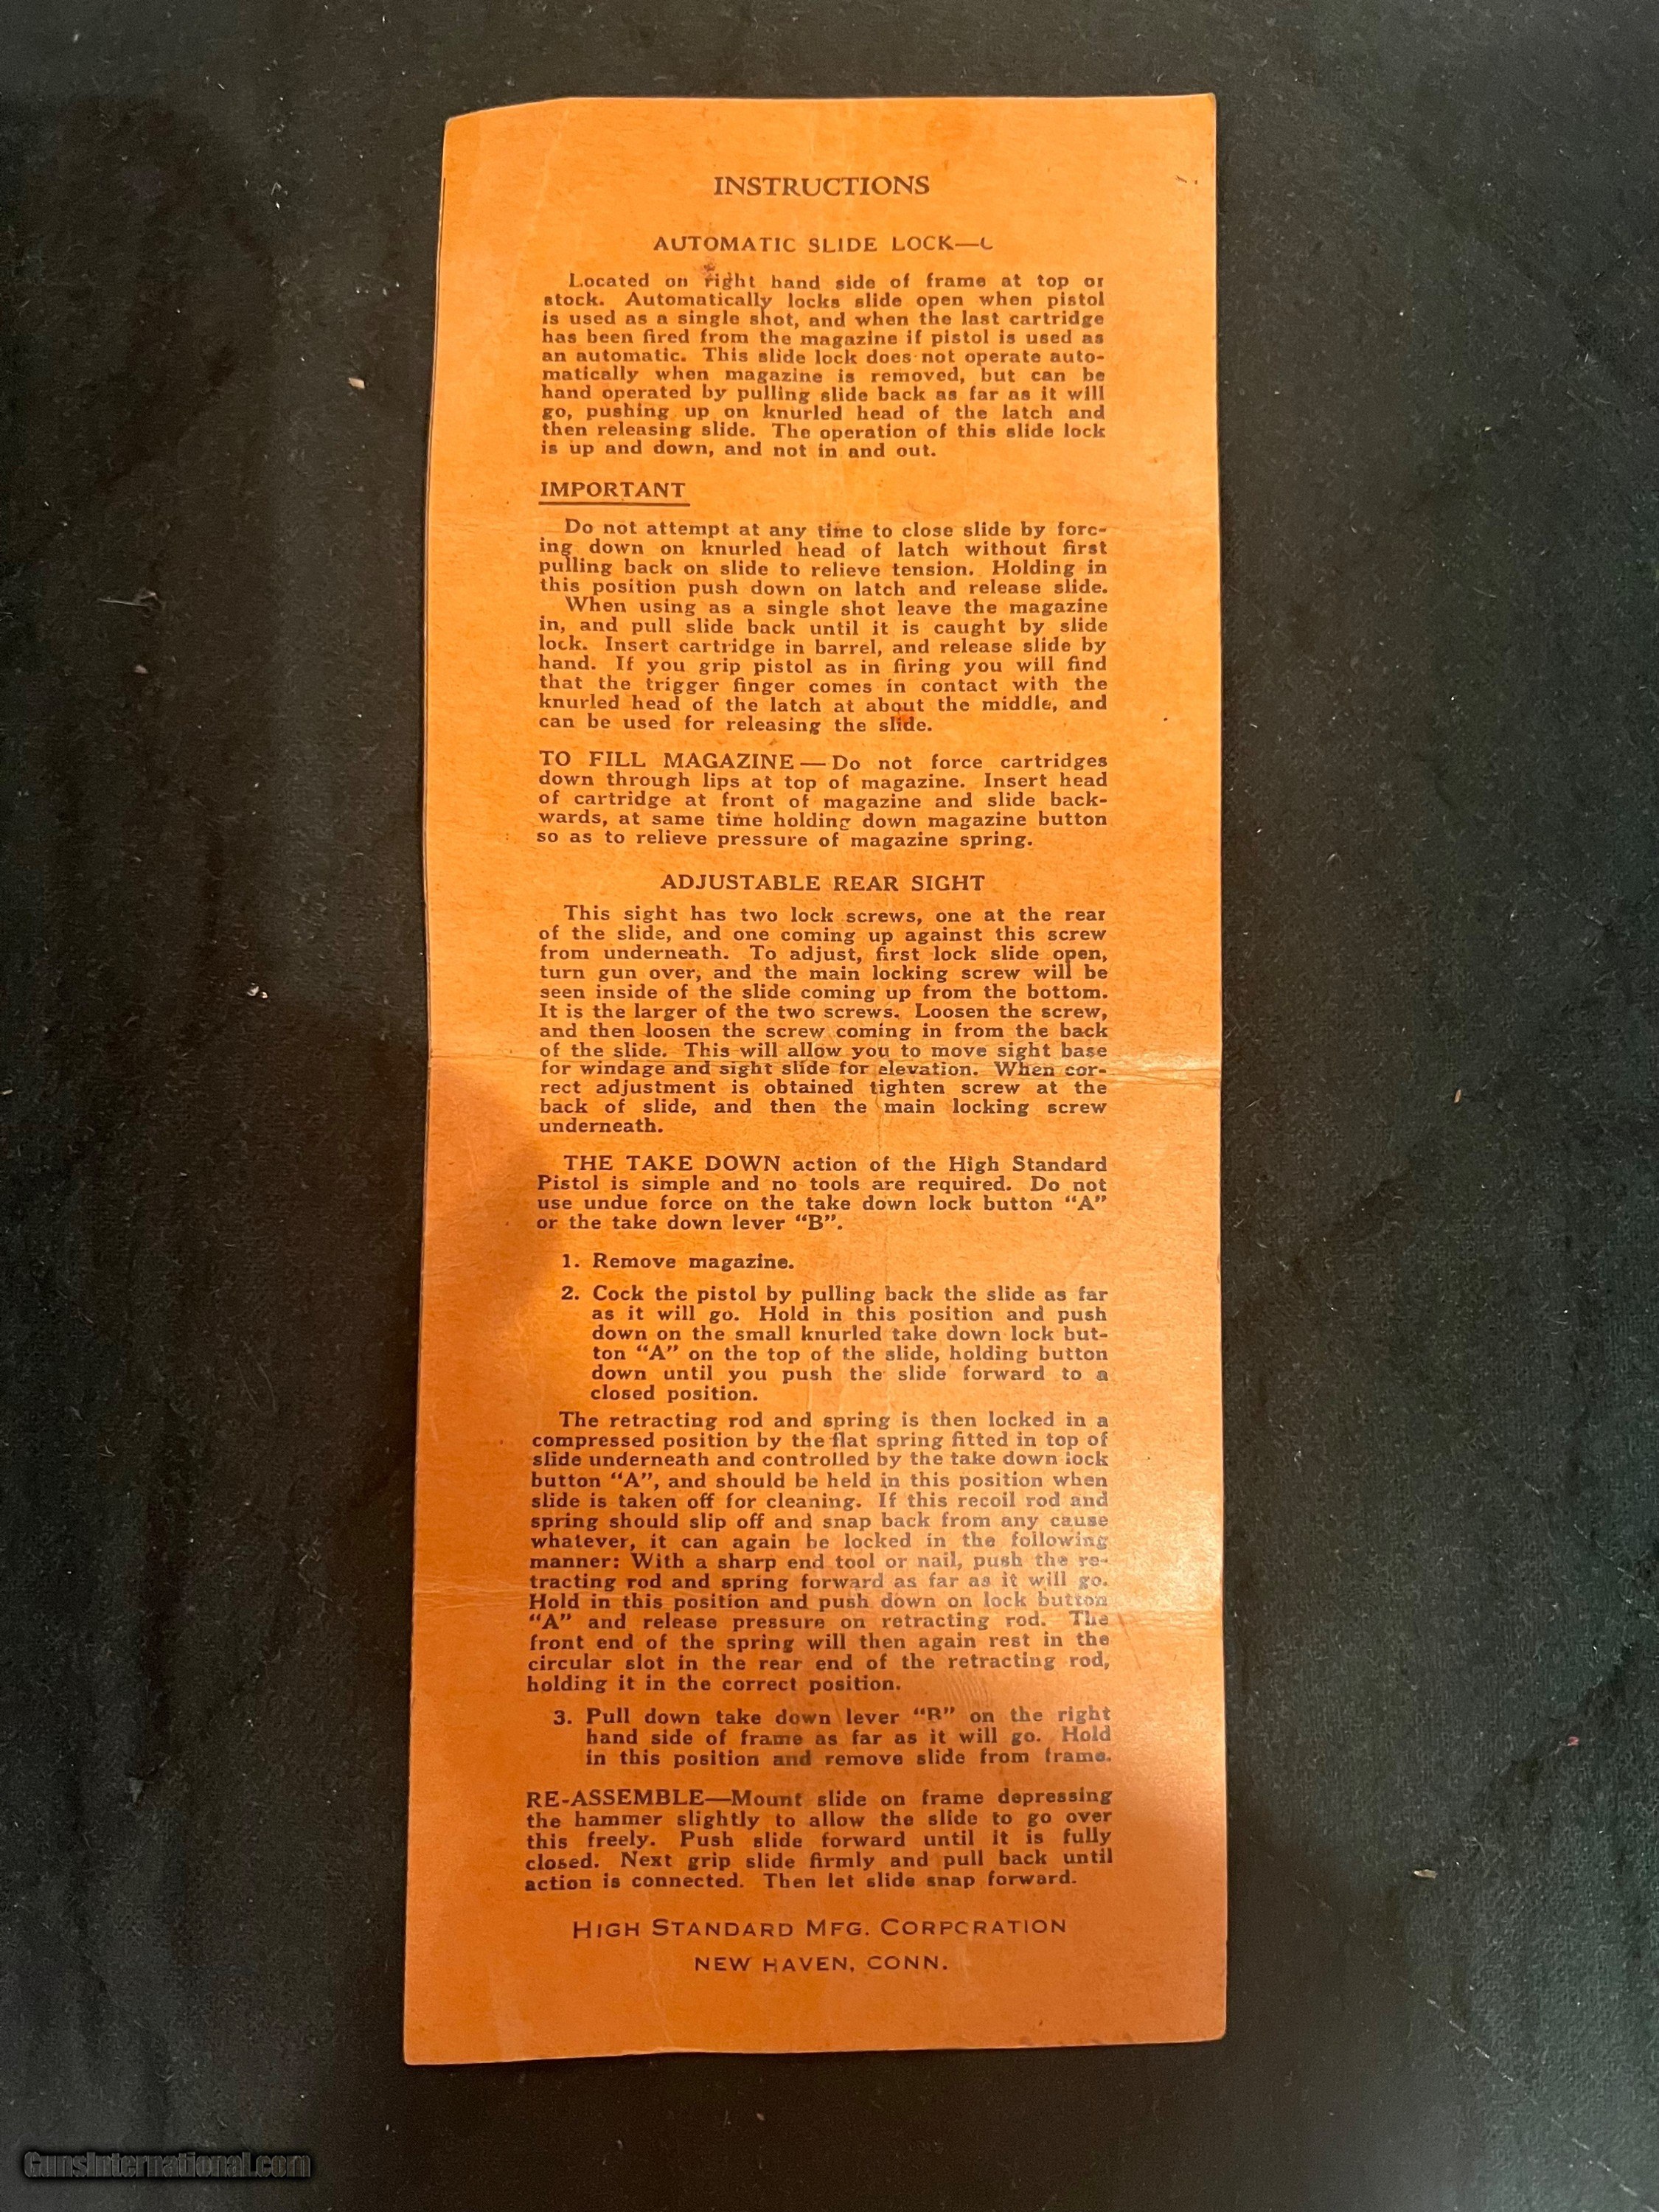 INSTRUCTIONS
AUTOMATIC SLIDE LOCK—C
Located on right hand side of frame at top or
stock. Automatically locks slide open when pistol
is used as a single shot, and when the last cartridge
has been fired from the magazine if pistol is used as
an automatic. This slide lock does not operate auto-
matically when magazine is removed, but can be
hand operated by pulling slide back as far as it will
go, pushing up on knurled head of the latch and
then releasing slide. The operation of this slide lock
is up and down, and not in and out.
IMPORTANT
Do not attempt at any time to close slide by forc-
ing down on knurled head of latch without first
pulling back on slide to relieve tension. Holding in
this position push down on latch and release slide.
When using as a single shot leave the magazine
in, and pull slide back until it is caught by slide
lock. Insert cartridge in barrel, and release slide by
hand. If you grip pistol as in firing you will find
that the trigger finger comes in contact with the
knurled head of the latch at about the middle, and
can be used for releasing the slide.
TO FILL MAGAZINE—Do not force cartridges
down through lips at top of magazine. Insert head
of cartridge at front of magazine and slide back-
wards, at same time holding down magazine button
so as to relieve pressure of magazine spring.
ADJUSTABLE REAR SIGHT
This sight has two lock screws, one at the rear
of the slide, and one coming up against this screw
from underneath. To adjust, first lock slide open,
turn gun over, and the main locking screw will be
seen inside of the slide coming up from the bottom.
It is the larger of the two screws. Loosen the screw,
and then loosen the screw coming in from the back
of the slide. This will allow you to move sight base
for windage and sight slide for elevation. When cor-
rect adjustment is obtained tighten screw at the
back of slide, and then the main locking screw
underneath.
THE TAKE DOWN action of the High Standard
Pistol is simple and no tools are required. Do not
use undue force on the take down lock button "A"
or the take down lever "B".
1. Remove magazine.
2. Cock the pistol by pulling back the slide as far
as it will go. Hold in this position and push
down on the small knurled take down lock but-
ton "A" on the top of the slide, holding button
down until you push the slide forward to a
closed position.
The retracting rod and spring is then locked in a
compressed position by the flat spring fitted in top of
slide underneath and controlled by the take down lock
button "A", and should be held in this position when
slide is taken off for cleaning. If this recoil rod and
spring should slip off and snap back from any cause
whatever, it can again be locked in the following
manner: With a sharp end tool or nail, push the re-
tracting rod and spring forward as far as it will go.
Hold in this position and push down on lock button
"A" and release pressure on retracting rod. The
front end of the spring will then again rest in the
circular slot in the rear end of the retracting rod,
holding it in the correct position.
3. Pull down take down lever "B" on the right
hand side of frame as far as it will go. Hold
in this position and remove slide from frame.
RE-ASSEMBLE—Mount slide on frame depressing
the hammer slightly to allow the slide to go over
this freely. Push slide forward until it is fully
closed. Next grip slide firmly and pull back until
action is connected. Then let slide snap forward.
HIGH STANDARD MFG. CORPORATION
NEW HAVEN, CONN.
GunsInternational.com